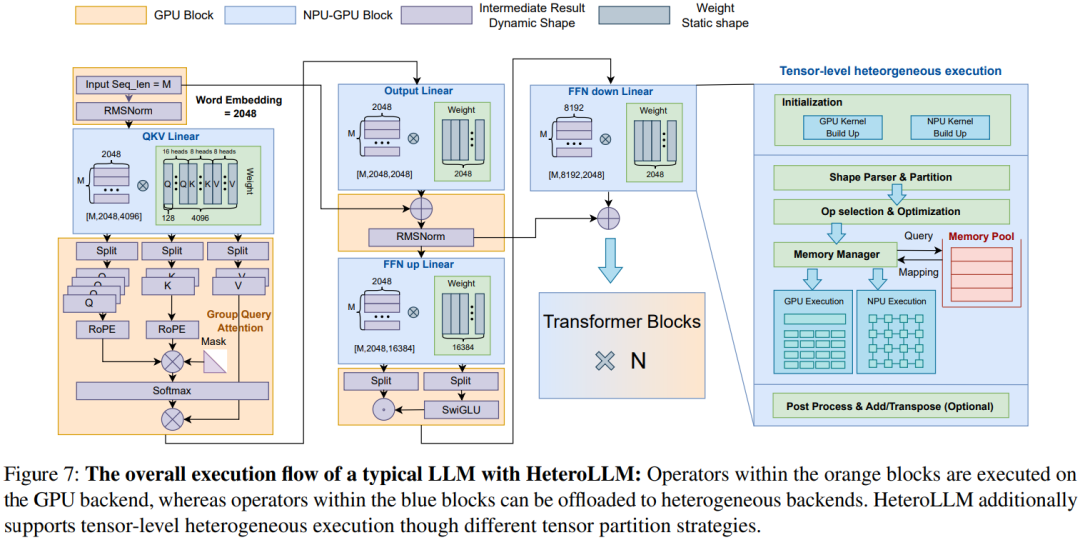 GPU Block
NPU-GPU Block
Intermediate Result
Dynamic Shape
Weight
Static shape
Input Seq_len = M
RMSNorm
Word Embedding
= 2048
QKV Linear
2048
16 heads 8 heads 8 heads
M
Q Q K K V V
Weight
[M,2048,4096]
128
4096
Split
Split
Split
Q
Q
Q
Q
K
K
V
V
Group Query
Attention
RoPE
RoPE
Mask
Softmax
Output Linear
2048
Weight
M
2048
[M,2048,2048]
RMSNorm
FFN up Linear
2048
Weight
M
16384
[M,2048,16384]
Split
Split
SwiGLU
FFN down Linear
8192
Weight
M
2048
[M,8192,2048]
Transformer Blocks
N
Tensor-level heteorgeneous execution
Initialization
GPU Kernel
Build Up
NPU Kernel
Build Up
Shape Parser & Partition
Op selection & Optimization
Memory Manager
Query
Mapping
Memory Pool
GPU Execution
NPU Execution
Post Process & Add/Transpose (Optional)
Figure 7: The overall execution flow of a typical LLM with HeteroLLM: Operators within the orange blocks are executed on
the GPU backend, whereas operators within the blue blocks can be offloaded to heterogeneous backends. HeteroLLM additionally
supports tensor-level heterogeneous execution though different tensor partition strategies.